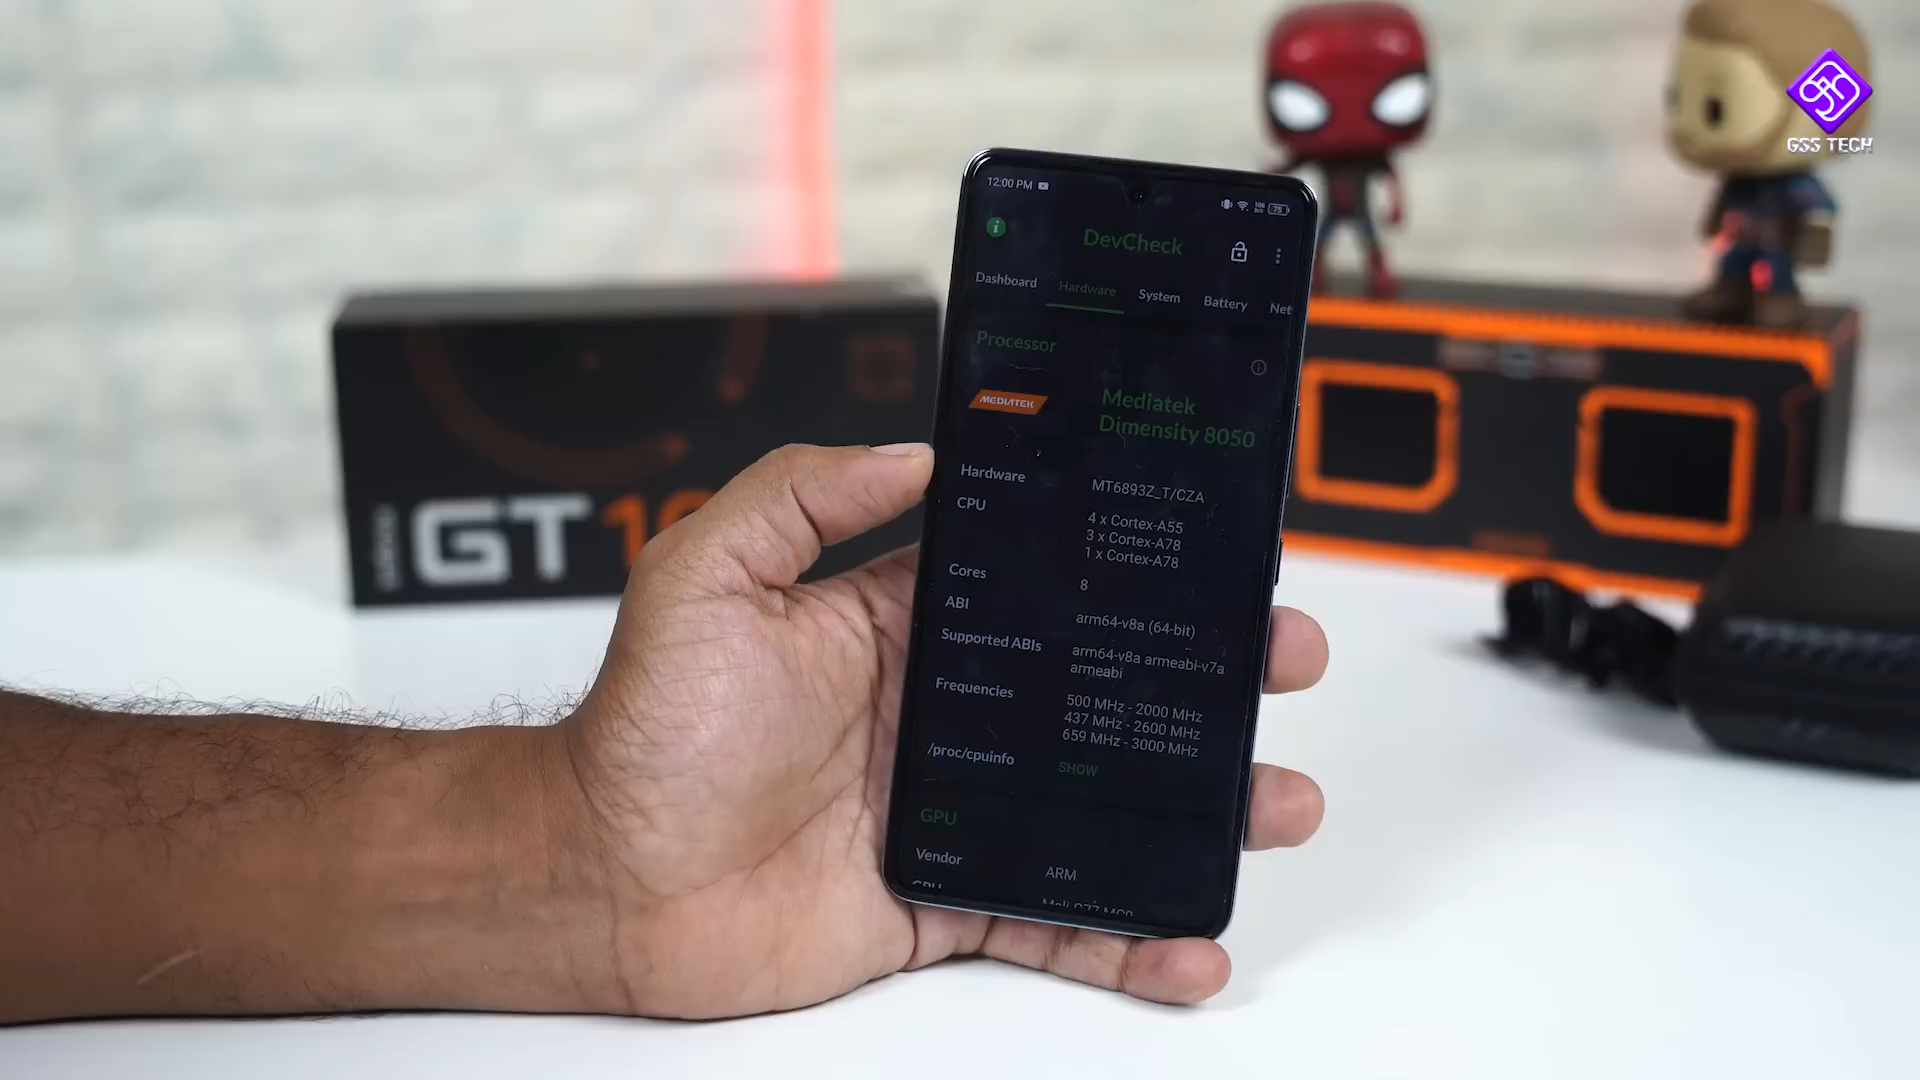 GSS TECH
12:00 PM
75
DevCheck
Dashboard Hardware System Battery Net
Processor
MEDIATEK
Mediatek
Dimensity 8050
Hardware MT6893Z_T/CZA
CPU 4 x Cortex-A55
3 x Cortex-A78
1 x Cortex-A78
Cores 8
ABI arm64-v8a (64-bit)
Supported ABIs arm64-v8a armeabi-v7a
armeabi
Frequencies 500 MHz - 2000 MHz
437 MHz - 2600 MHz
659 MHz - 3000 MHz
/proc/cpuinfo SHOW
GPU
Vendor ARM
GPU
GT